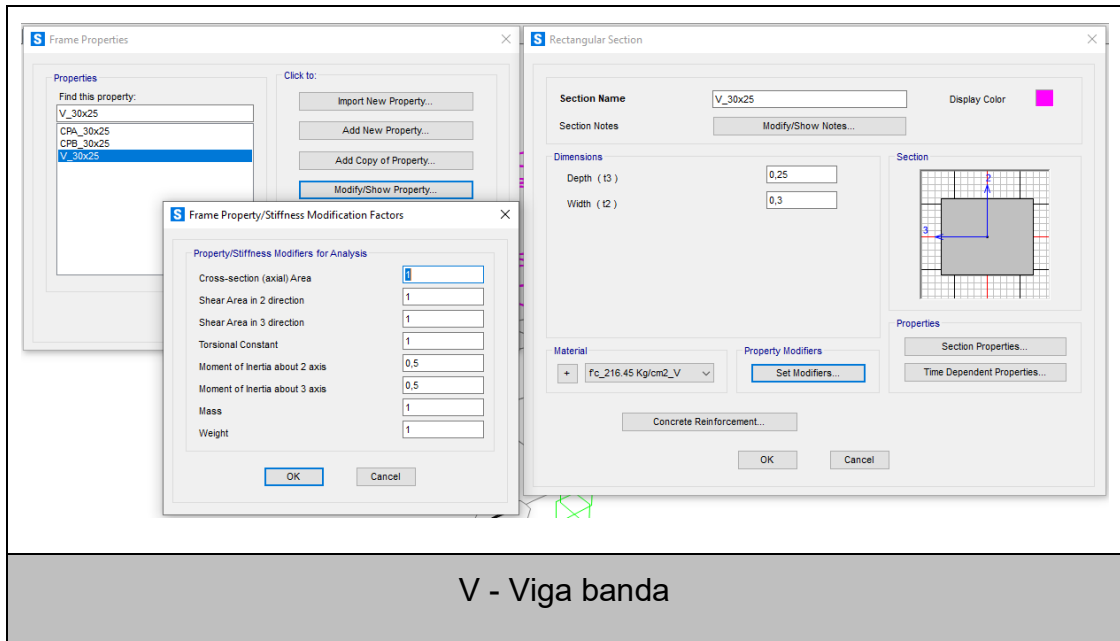 S Frame Properties
Properties
Find this property:
V_30x25
CPA_30x25
CPB_30x25
V_30x25
Click to:
Import New Property...
Add New Property...
Add Copy of Property...
Modify/Show Property...
S Frame Property/Stiffness Modification Factors
Property/Stiffness Modifiers for Analysis
Cross-section (axial) Area 1
Shear Area in 2 direction 1
Shear Area in 3 direction 1
Torsional Constant 1
Moment of Inertia about 2 axis 0,5
Moment of Inertia about 3 axis 0,5
Mass 1
Weight 1
OK Cancel
S Rectangular Section
Section Name V_30x25 Display Color
Section Notes Modify/Show Notes...
Dimensions
Depth ( t3 ) 0,25
Width ( t2 ) 0,3
Section
2
3
Material
+ f'c_216.45 Kg/cm2_V
Property Modifiers
Set Modifiers...
Properties
Section Properties...
Time Dependent Properties...
Concrete Reinforcement...
OK Cancel
V - Viga banda